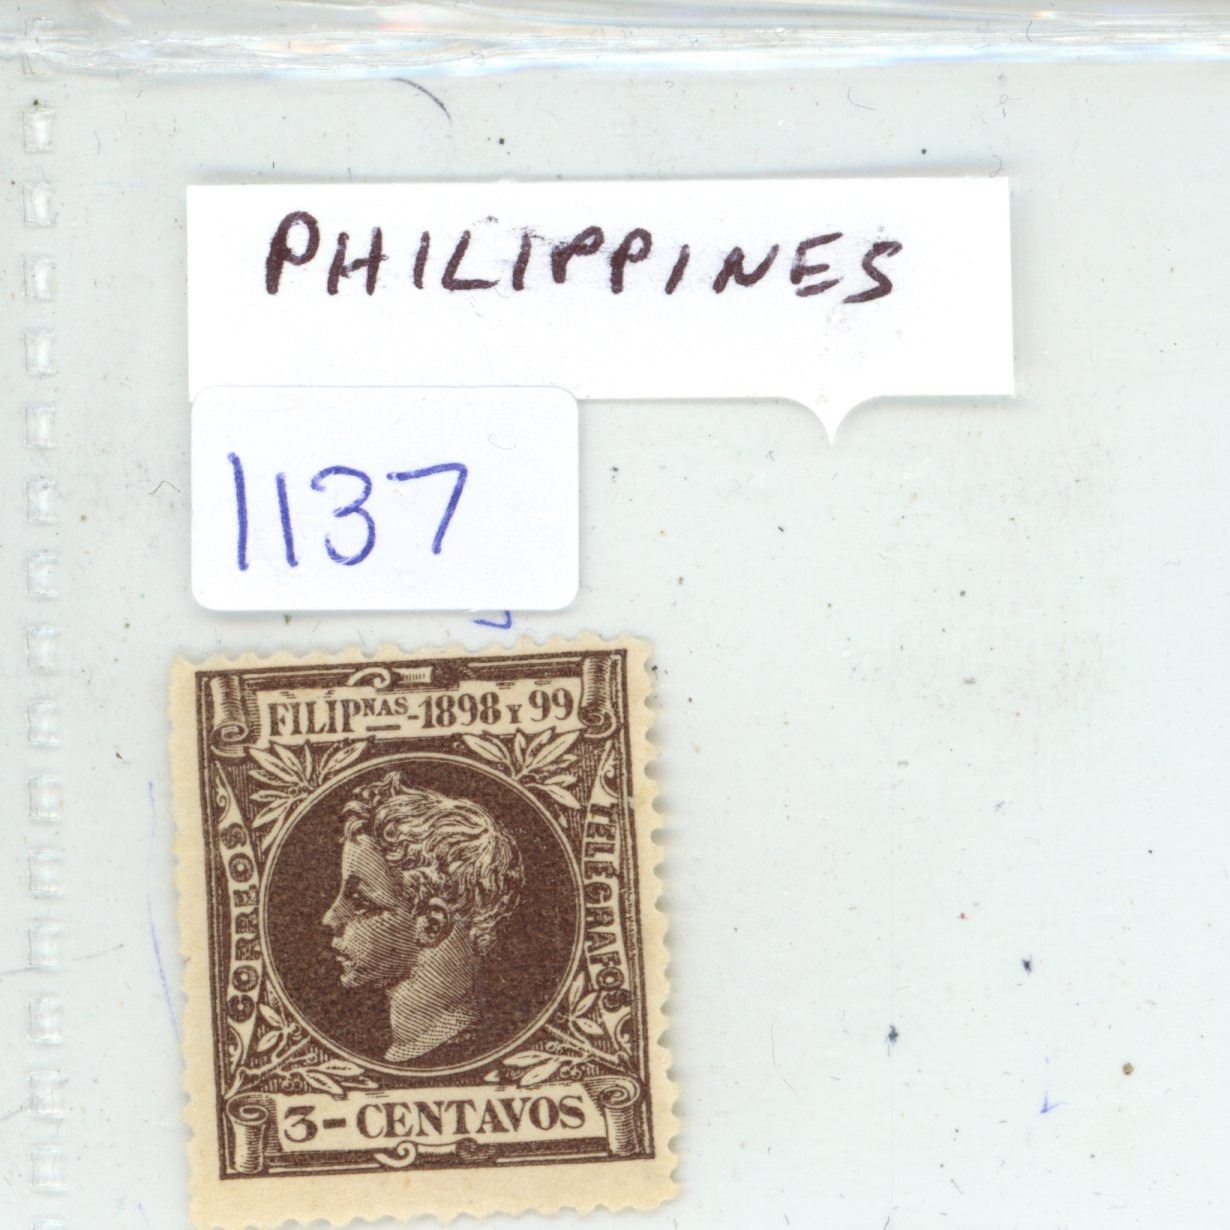 PHILIPPINES
1137
FILIPNAS-1898 Y 99
CORREOS
TELEGRAFOS
3-CENTAVOS